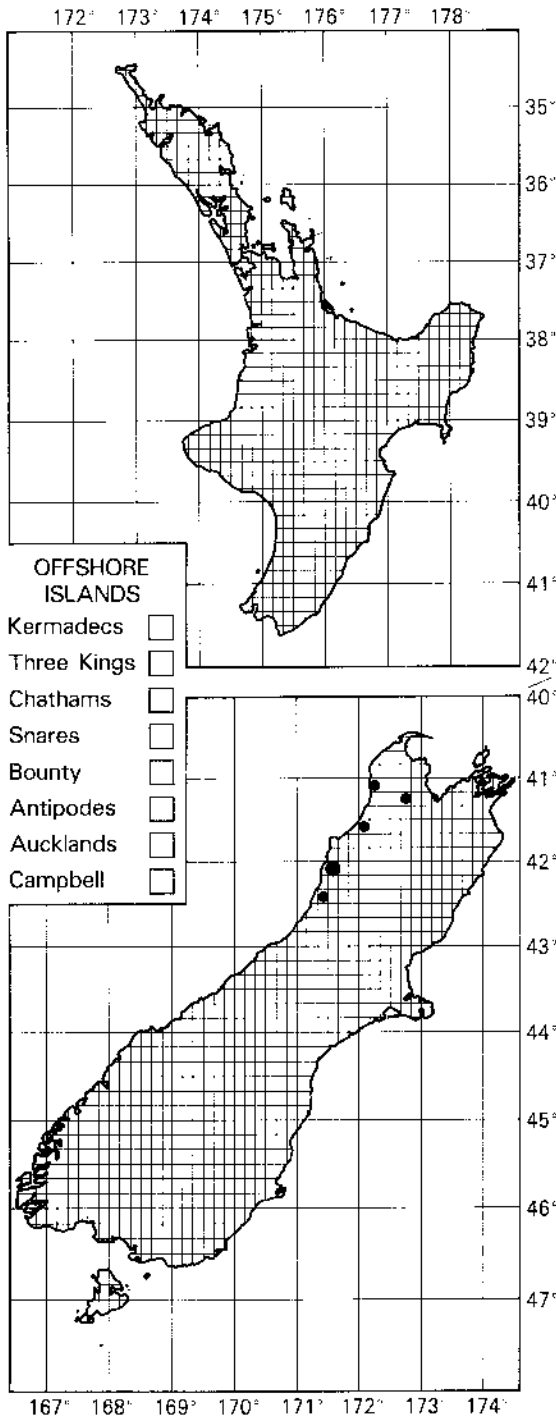 172° 173° 174° 175° 176° 177° 178°
35°
36°
37°
38°
39°
40°
41°
42°
OFFSHORE
ISLANDS
Kermadecs
Three Kings
Chathams
Snares
Bounty
Antipodes
Aucklands
Campbell
40°
41°
42°
43°
44°
45°
46°
47°
167° 168° 169° 170° 171° 172° 173° 174°